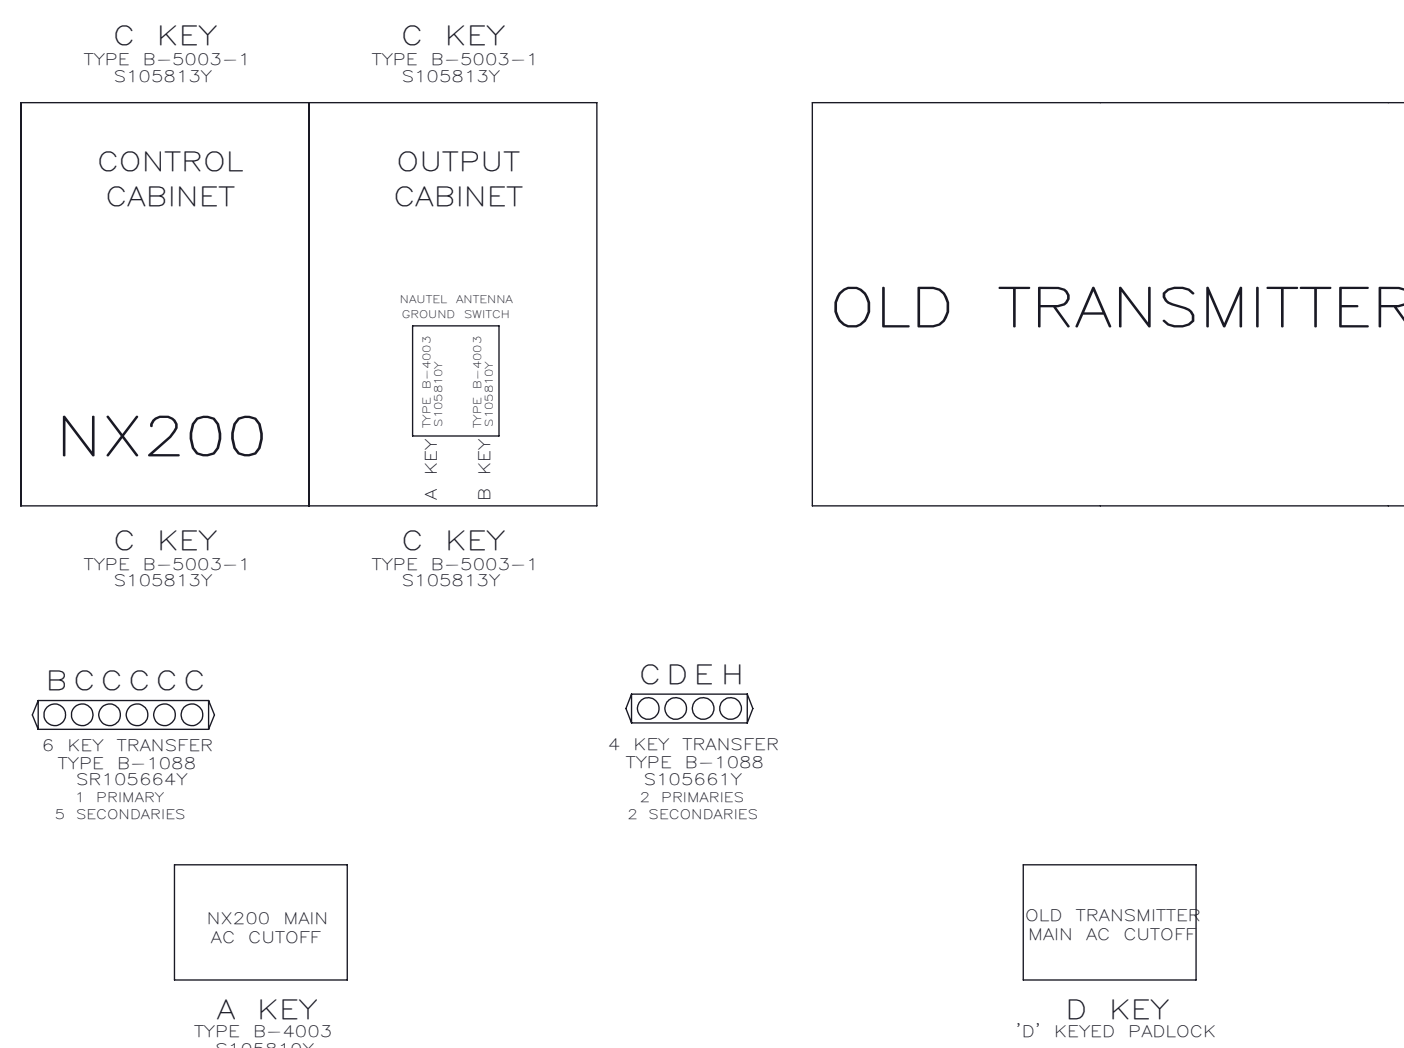 C KEY
TYPE B-5003-1
S105813Y
C KEY
TYPE B-5003-1
S105813Y
CONTROL
CABINET
OUTPUT
CABINET
NAUTEL ANTENNA
GROUND SWITCH
TYPE B-4003
S105810Y
TYPE B-4003
S105810Y
A KEY
B KEY
NX200
OLD TRANSMITTER
C KEY
TYPE B-5003-1
S105813Y
C KEY
TYPE B-5003-1
S105813Y
B C C C C C
6 KEY TRANSFER
TYPE B-1088
SR105664Y
1 PRIMARY
5 SECONDARIES
C D E H
4 KEY TRANSFER
TYPE B-1088
S105661Y
2 PRIMARIES
2 SECONDARIES
NX200 MAIN
AC CUTOFF
A KEY
TYPE B-4003
S105810Y
OLD TRANSMITTER
MAIN AC CUTOFF
D KEY
'D' KEYED PADLOCK